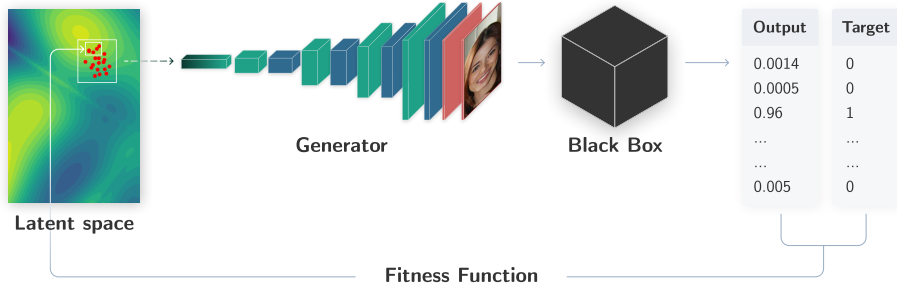 Output Target
0.0014 0
0.0005 0
0.96 1
... ...
... ...
0.005 0
Generator
Black Box
Latent space
Fitness Function